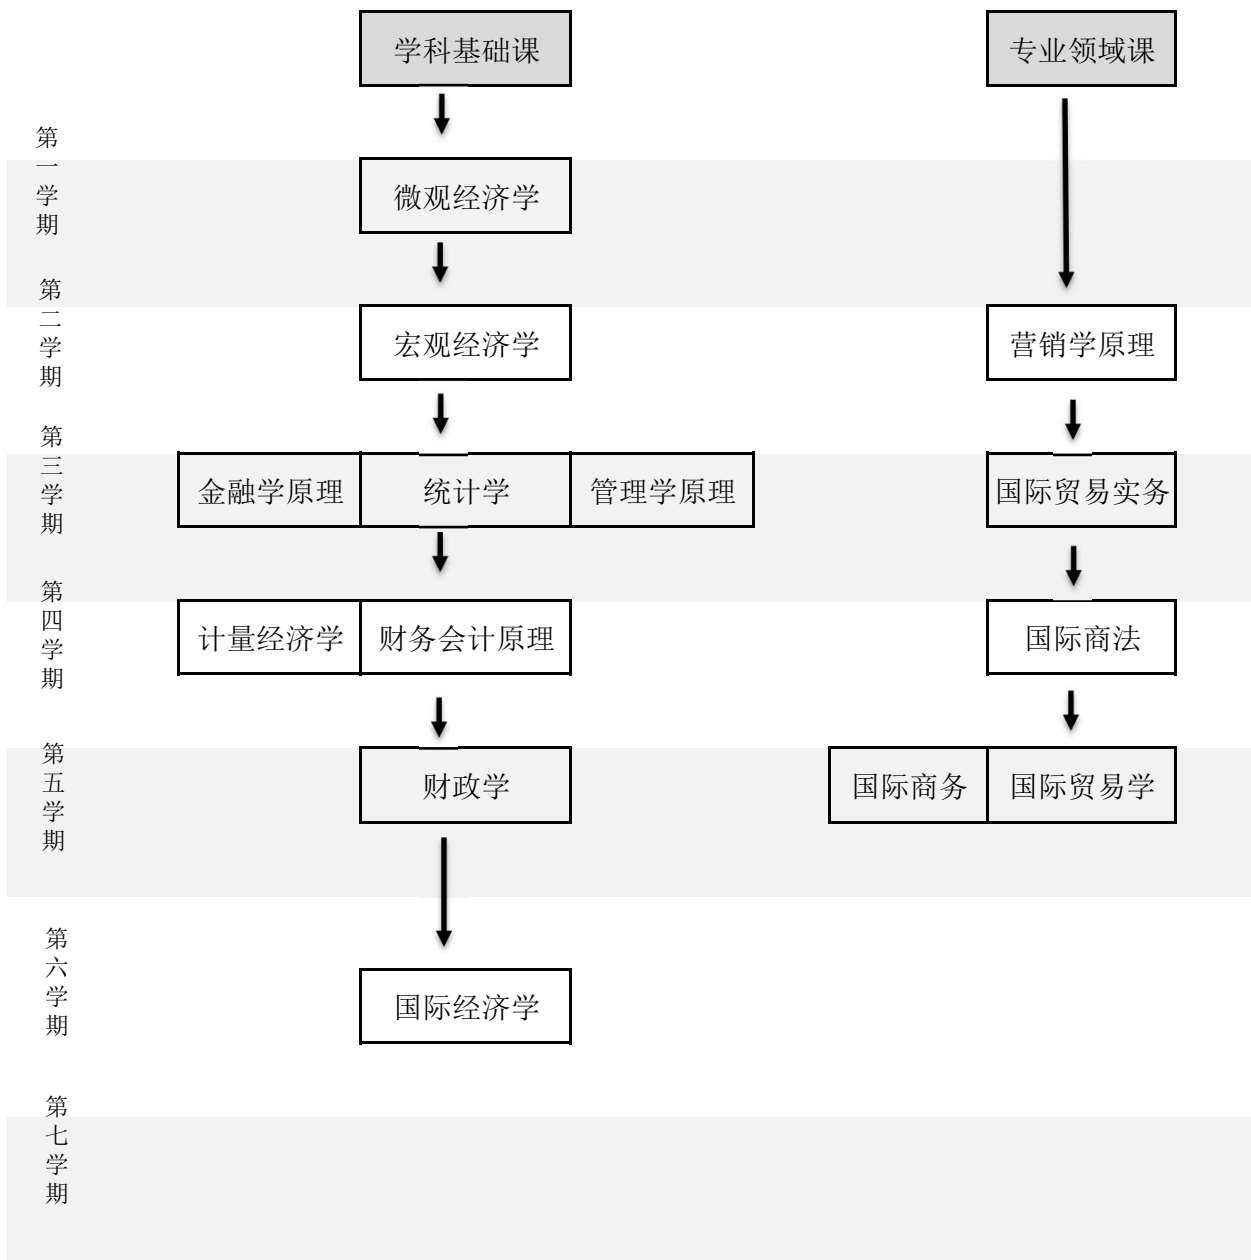 学科基础课
专业领域课
第一学期
微观经济学
第二学期
宏观经济学
营销学原理
第三学期
金融学原理
统计学
管理学原理
国际贸易实务
第四学期
计量经济学
财务会计原理
国际商法
第五学期
财政学
国际商务
国际贸易学
第六学期
国际经济学
第七学期